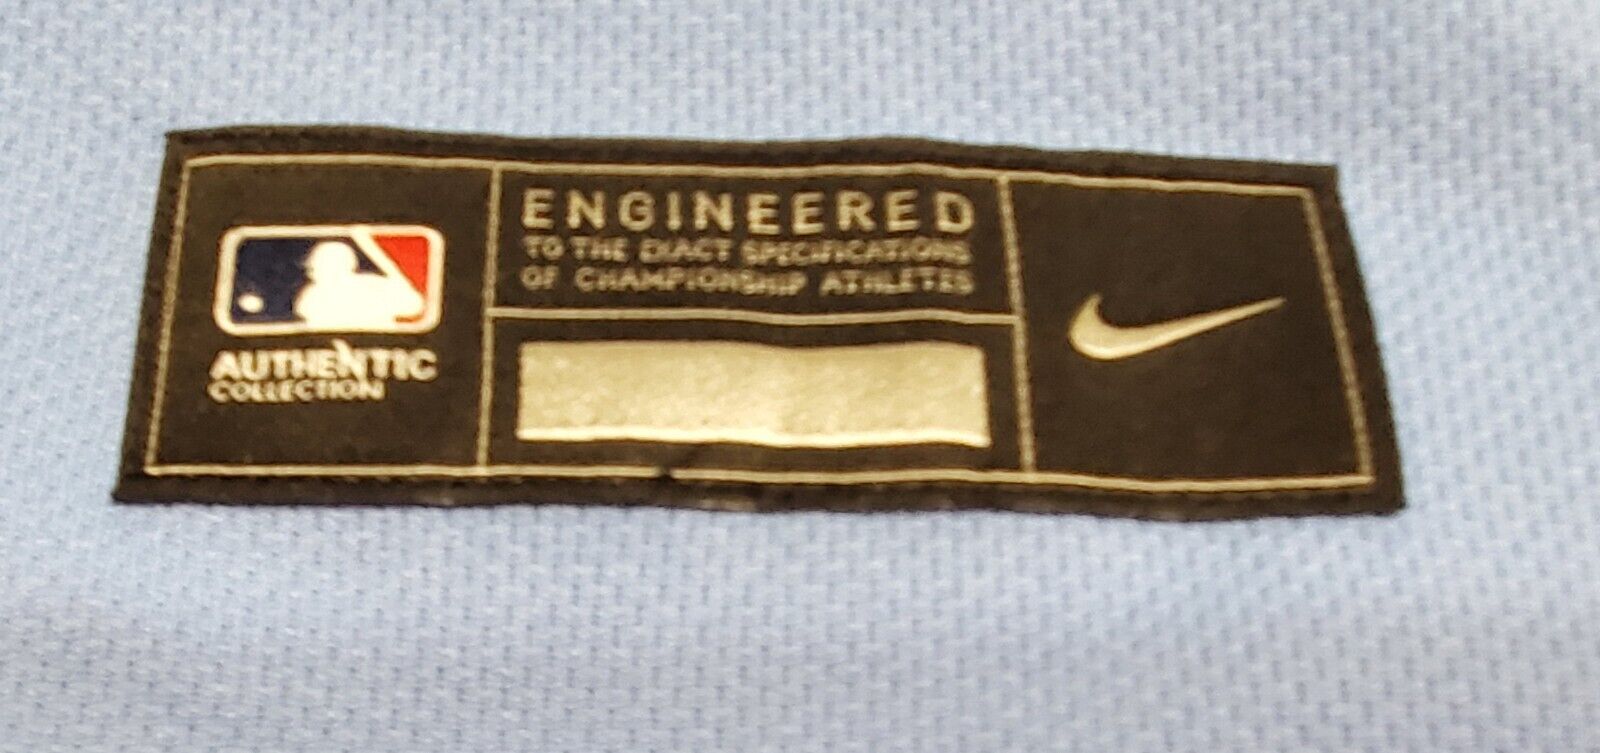 AUTHENTIC
COLLECTION
ENGINEERED
TO THE EXACT SPECIFICATIONS
OF CHAMPIONSHIP ATHLETES